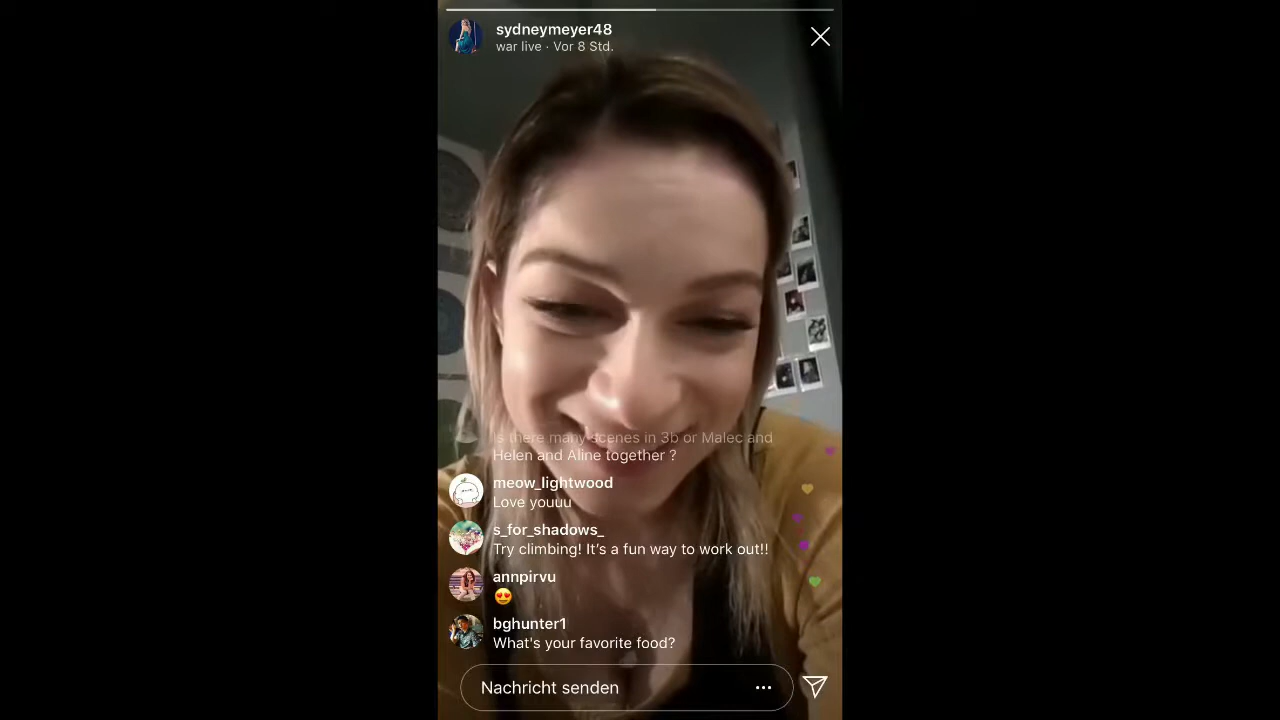 sydneymeyer48
war live · Vor 8 Std.
Is there many scenes in 3b or Malec and
Helen and Aline together ?
meow_lightwood
Love youuu
s_for_shadows_
Try climbing! It's a fun way to work out!!
annpirvu
😍
bghunter1
What's your favorite food?
Nachricht senden